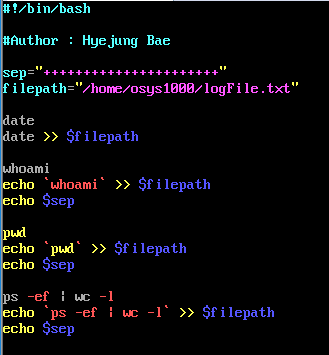 #!/bin/bash
#Author : Hyejung Bae
sep="++++++++++++++++++++++"
filepath="/home/osys1000/logFile.txt"
date
date >> $filepath
whoami
echo `whoami` >> $filepath
echo $sep
pwd
echo `pwd` >> $filepath
echo $sep
ps -ef | wc -l
echo `ps -ef | wc -l` >> $filepath
echo $sep